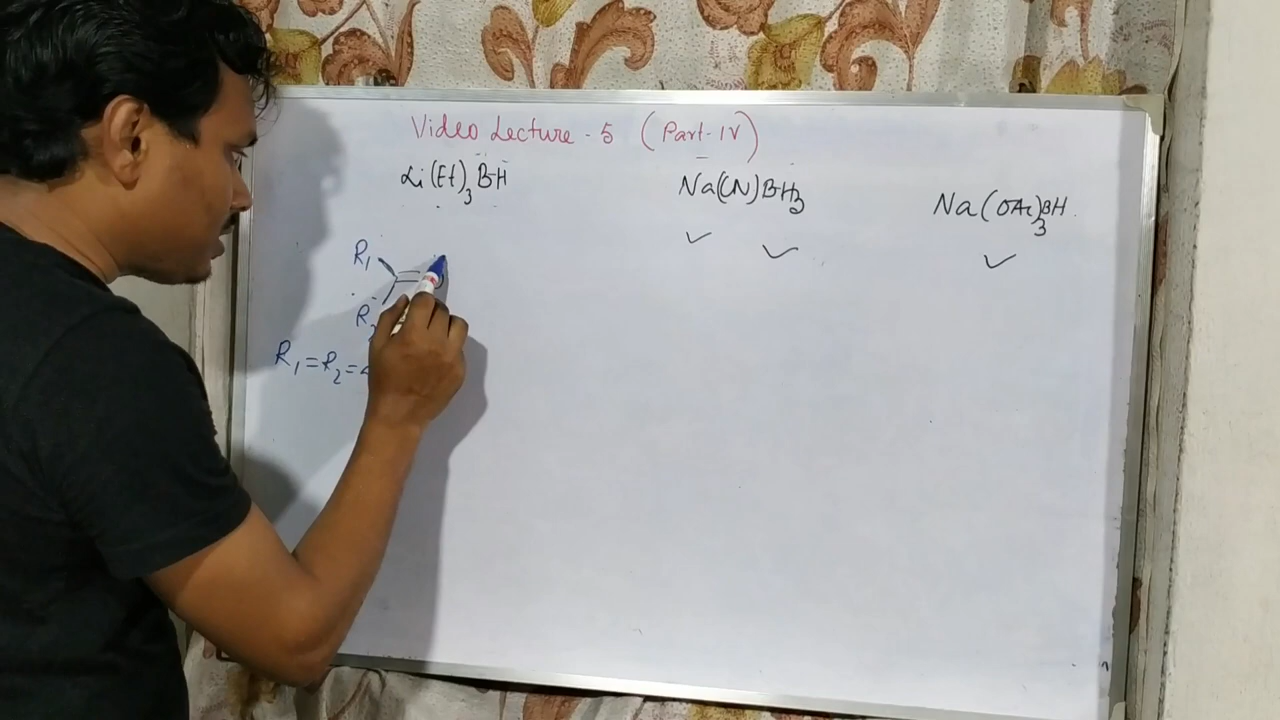 Video Lecture - 5 (Part-IV)
Li(Et)3BH
Na(CN)BH3
Na(OAc)3BH
R1
R2
R1=R2=